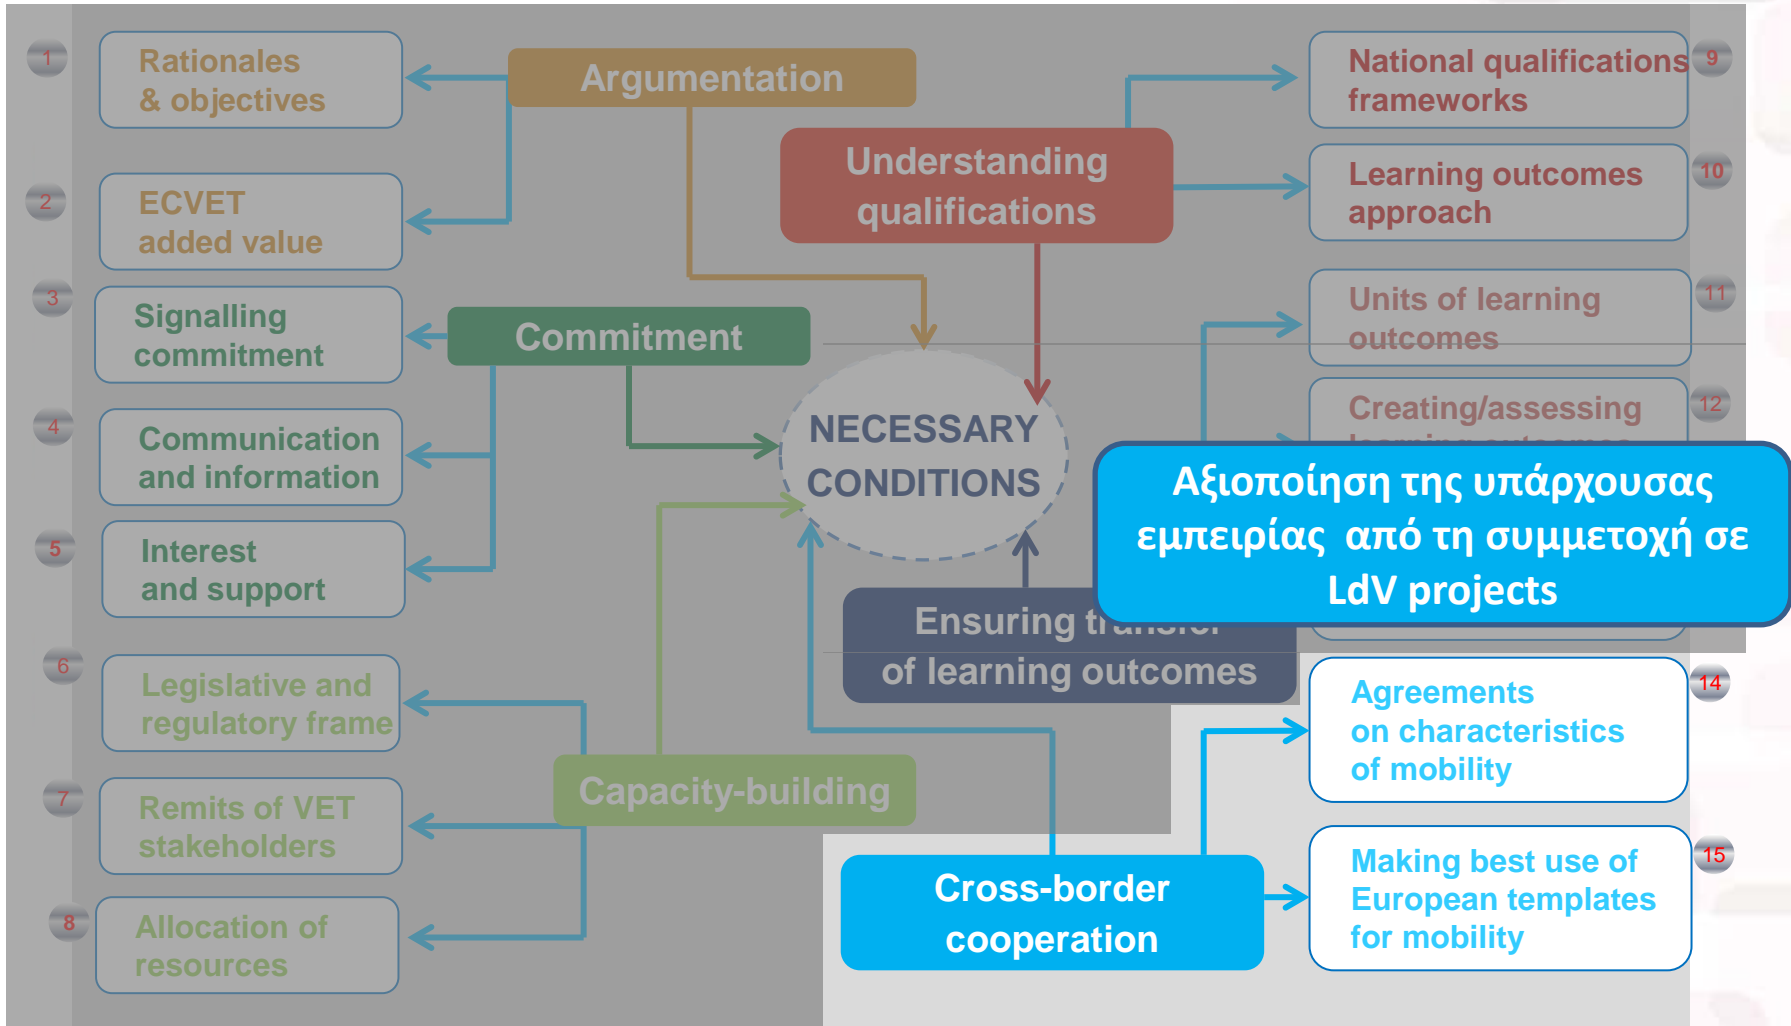 1
Rationales
& objectives
2
ECVET
added value
3
Signalling
commitment
4
Communication
and information
5
Interest
and support
6
Legislative and
regulatory frame
7
Remits of VET
stakeholders
8
Allocation of
resources
Argumentation
Commitment
Capacity-building
Understanding
qualifications
NECESSARY
CONDITIONS
Ensuring transfer
of learning outcomes
Cross-border
cooperation
National qualifications
frameworks
9
Learning outcomes
approach
10
Units of learning
outcomes
11
Creating/assessing
learning outcomes
12
Αξιοποίηση της υπάρχουσας
εμπειρίας από τη συμμετοχή σε
LdV projects
Agreements
on characteristics
of mobility
14
Making best use of
European templates
for mobility
15